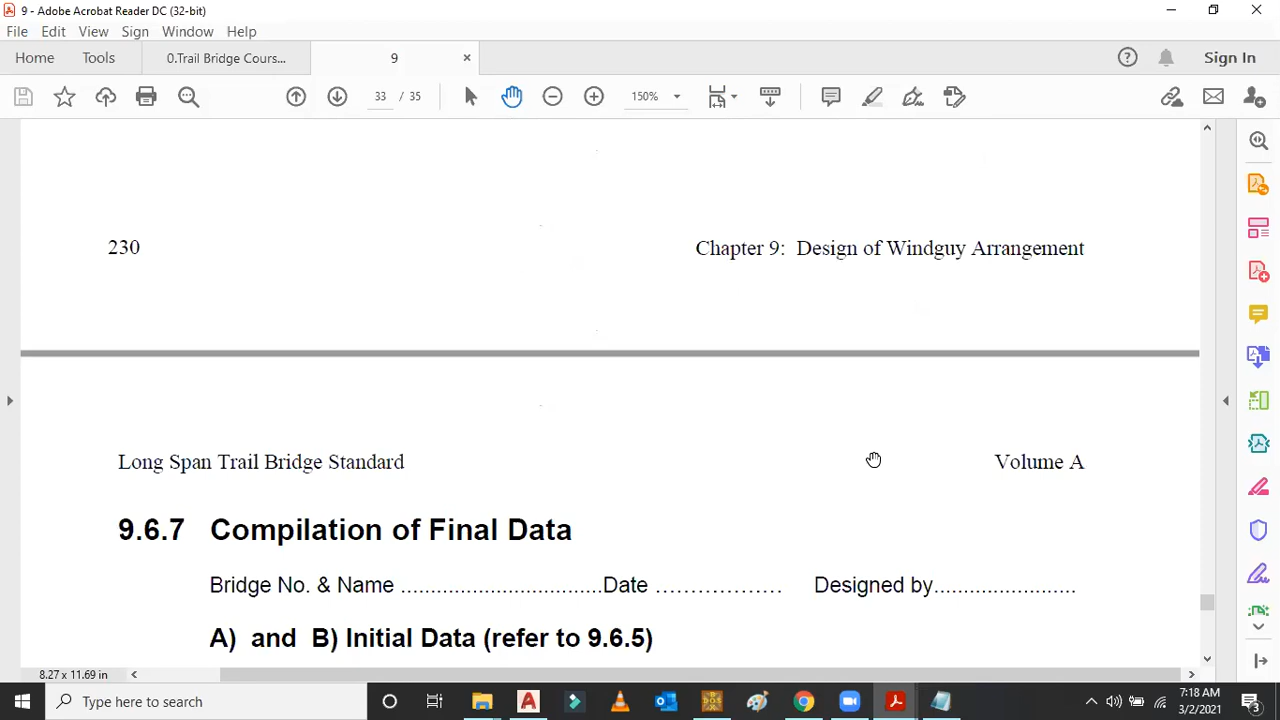 9 - Adobe Acrobat Reader DC (32-bit)
File Edit View Sign Window Help
Home Tools 0.Trail Bridge Cours... 9 Sign In
33 / 35 150%
230 Chapter 9: Design of Windguy Arrangement
Long Span Trail Bridge Standard Volume A
9.6.7 Compilation of Final Data
Bridge No. & Name ..................................Date .................. Designed by........................
A) and B) Initial Data (refer to 9.6.5)
8.27 x 11.69 in
Type here to search
7:18 AM
3/2/2021
3